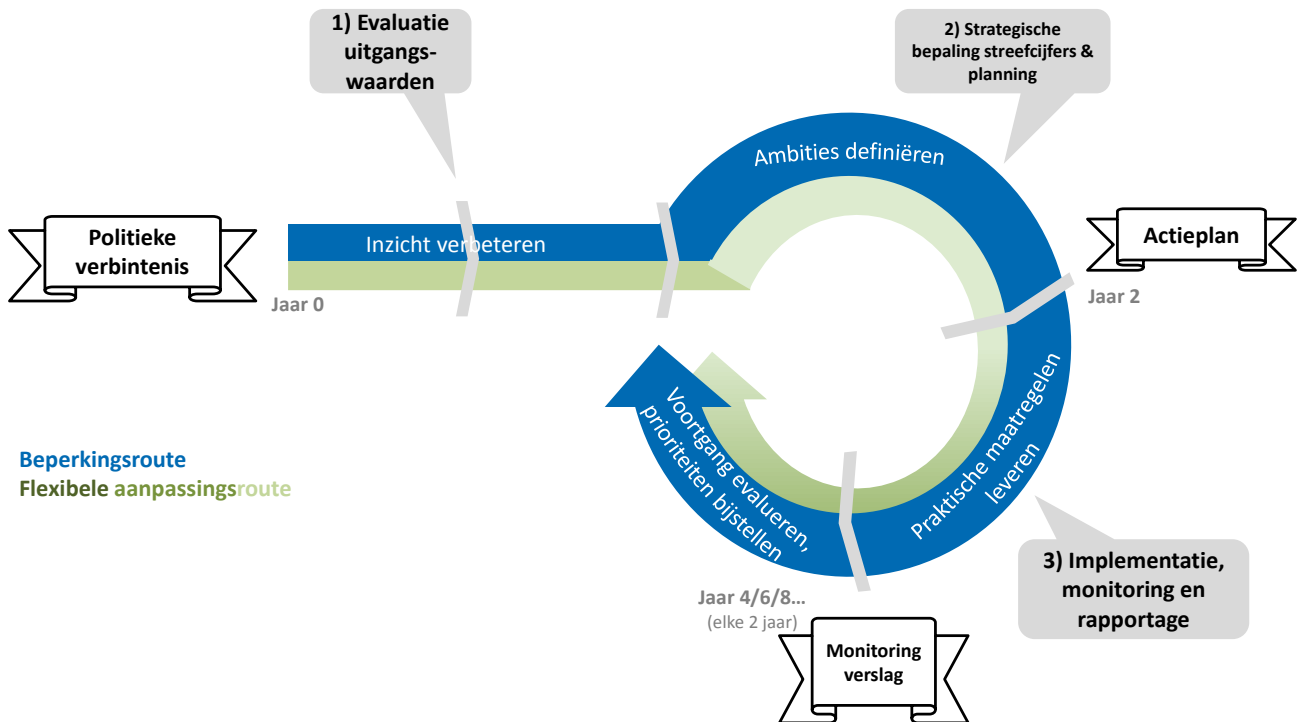 1) Evaluatie
uitgangs-
waarden
2) Strategische
bepaling streefcijfers &
planning
Ambities definiëren
Politieke
verbintenis
Inzicht verbeteren
Actieplan
Jaar 0
Jaar 2
Praktische maatregelen
leveren
Voortgang evalueren,
prioriteiten bijstellen
Beperkingsroute
Flexibele aanpassingsroute
3) Implementatie,
monitoring en
rapportage
Jaar 4/6/8...
(elke 2 jaar)
Monitoring
verslag